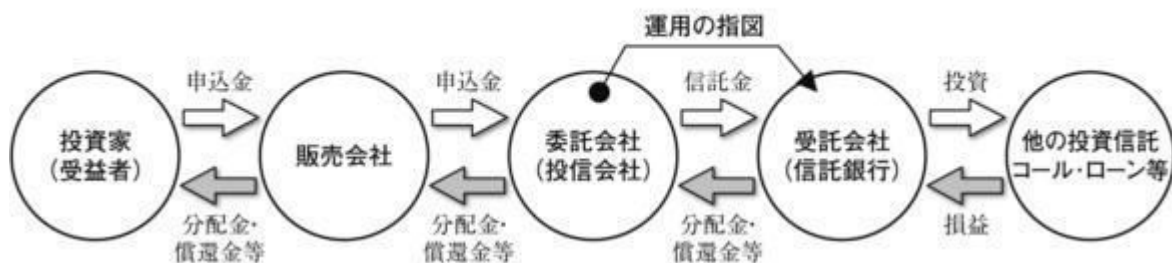 運用の指図
申込金
申込金
信託金
投資
投資家
(受益者)
販売会社
委託会社
(投信会社)
受託会社
(信託銀行)
他の投資信託
コール・ローン等
分配金・
償還金等
分配金・
償還金等
分配金・
償還金等
損益